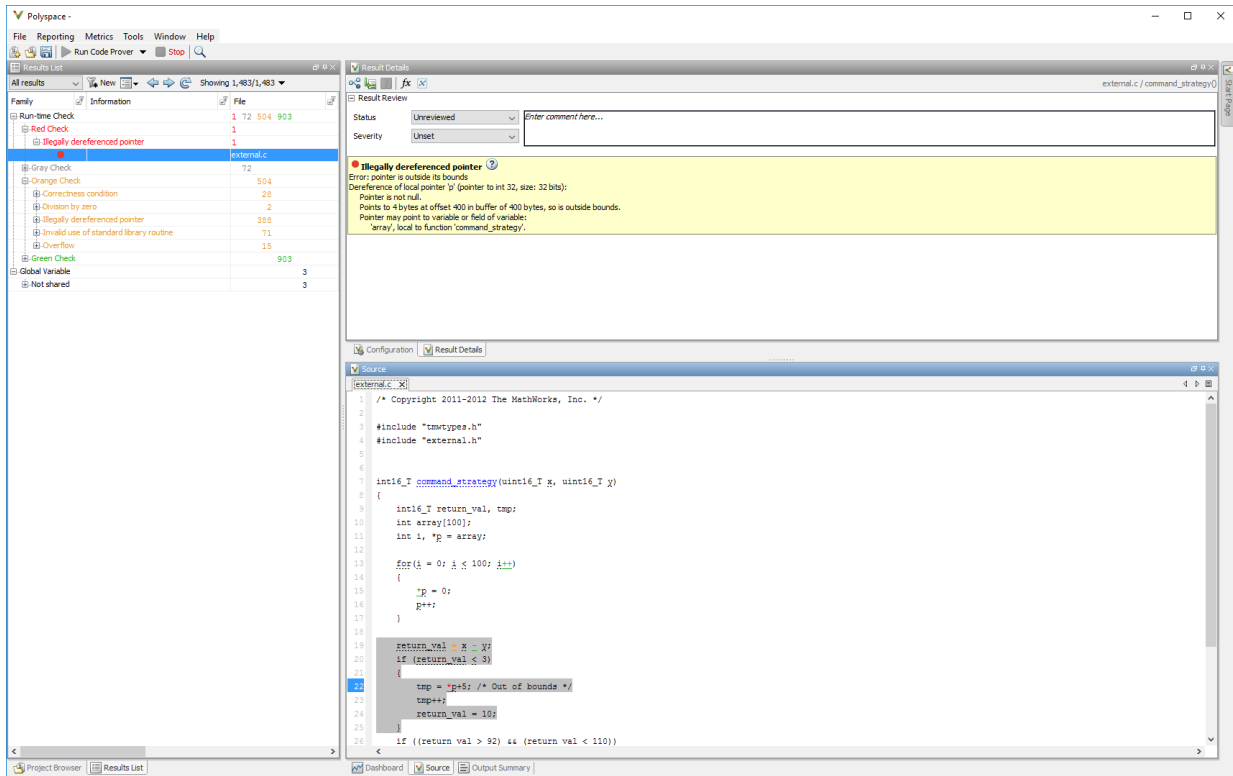 Polyspace -
File Reporting Metrics Tools Window Help
Run Code Prover Stop
Results List
All results New Showing 1,483/1,483
Family Information File
Run-time Check 1 72 504 903
Red Check 1
Illegally dereferenced pointer 1
external.c
Gray Check 72
Orange Check 504
Correctness condition 28
Division by zero 2
Illegally dereferenced pointer 388
Invalid use of standard library routine 71
Overflow 15
Green Check 903
Global Variable 3
Not shared 3
Project Browser Results List
Result Details
fx external.c / command_strategy()
Result Review
Status Unreviewed Enter comment here...
Severity Unset
Illegally dereferenced pointer ?
Error: pointer is outside its bounds
Dereference of local pointer 'p' (pointer to int 32, size: 32 bits):
Pointer is not null.
Points to 4 bytes at offset 400 in buffer of 400 bytes, so is outside bounds.
Pointer may point to variable or field of variable:
'array', local to function 'command_strategy'.
Configuration Result Details
Source
external.c X
1 /* Copyright 2011-2012 The MathWorks, Inc. */
2
3 #include "tmwtypes.h"
4 #include "external.h"
5
6
7 int16_T command_strategy(uint16_T x, uint16_T y)
8 {
9 int16_T return_val, tmp;
10 int array[100];
11 int i, *p = array;
12
13 for(i = 0; i < 100; i++)
14 {
15 *p = 0;
16 p++;
17 }
18
19 return_val = x - y;
20 if (return_val < 3)
21 {
22 tmp = *p+5; /* Out of bounds */
23 tmp++;
24 return_val = 10;
25 }
26 if ((return_val > 92) && (return_val < 110))
Dashboard Source Output Summary
Start Page